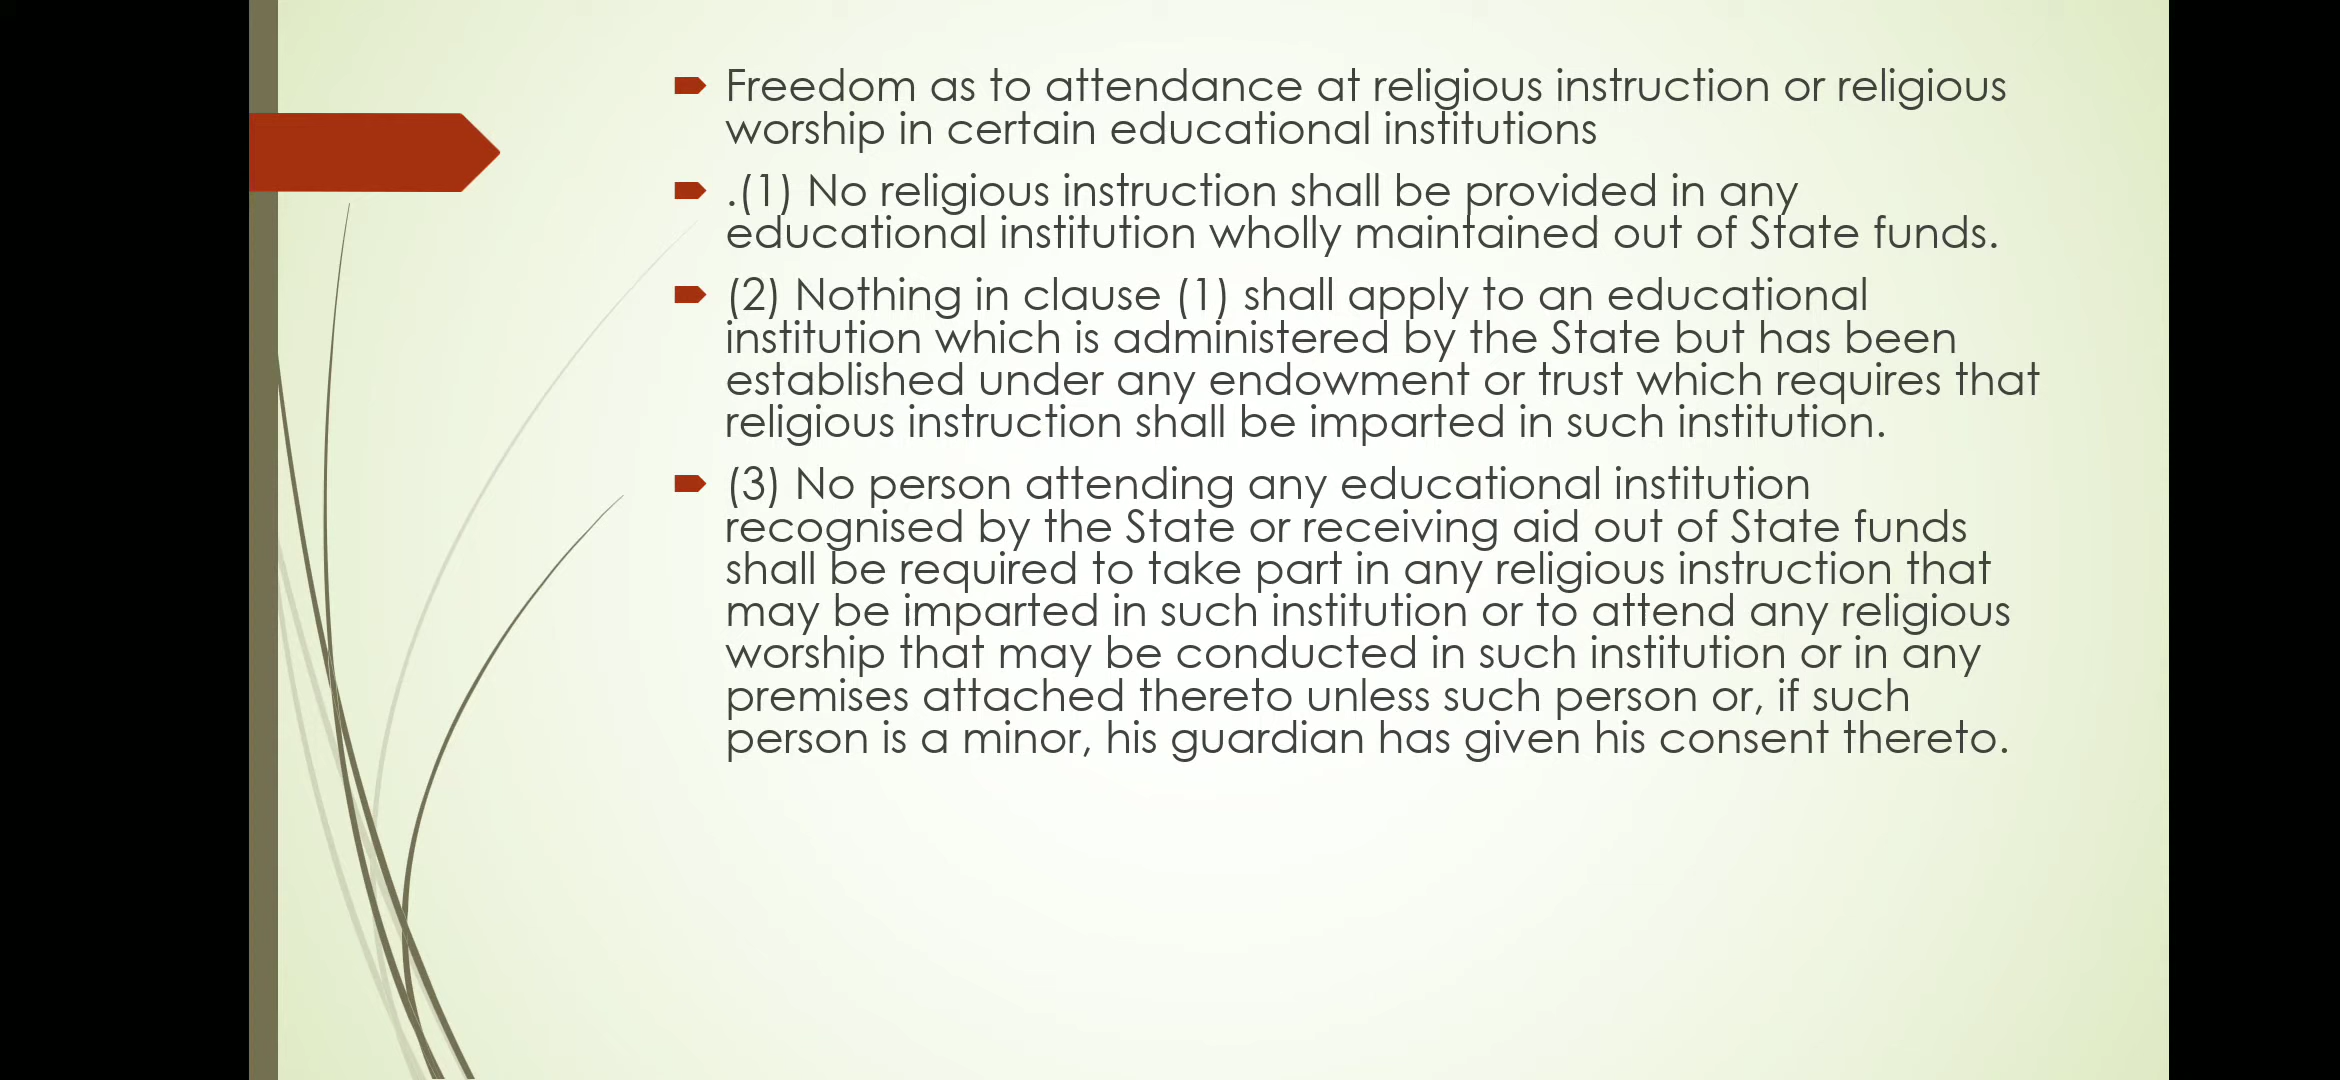 Freedom as to attendance at religious instruction or religious
worship in certain educational institutions
.(1) No religious instruction shall be provided in any
educational institution wholly maintained out of State funds.
(2) Nothing in clause (1) shall apply to an educational
institution which is administered by the State but has been
established under any endowment or trust which requires that
religious instruction shall be imparted in such institution.
(3) No person attending any educational institution
recognised by the State or receiving aid out of State funds
shall be required to take part in any religious instruction that
may be imparted in such institution or to attend any religious
worship that may be conducted in such institution or in any
premises attached thereto unless such person or, if such
person is a minor, his guardian has given his consent thereto.